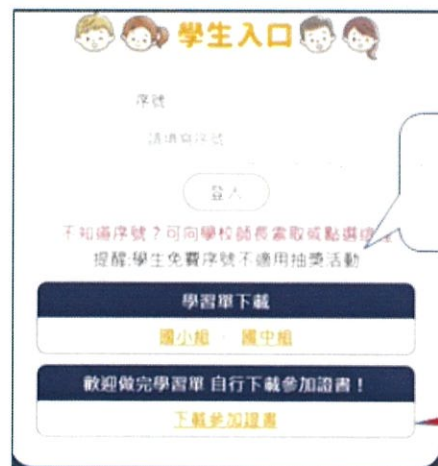 學生入口
序號
請填寫序號
登入
不知道序號？可向學校師長索取或點選這
提醒:學生免費序號不適用抽獎活動
學習單下載
國小組 · 國中組
歡迎做完學習單 自行下載參加證書！
下載參加證書